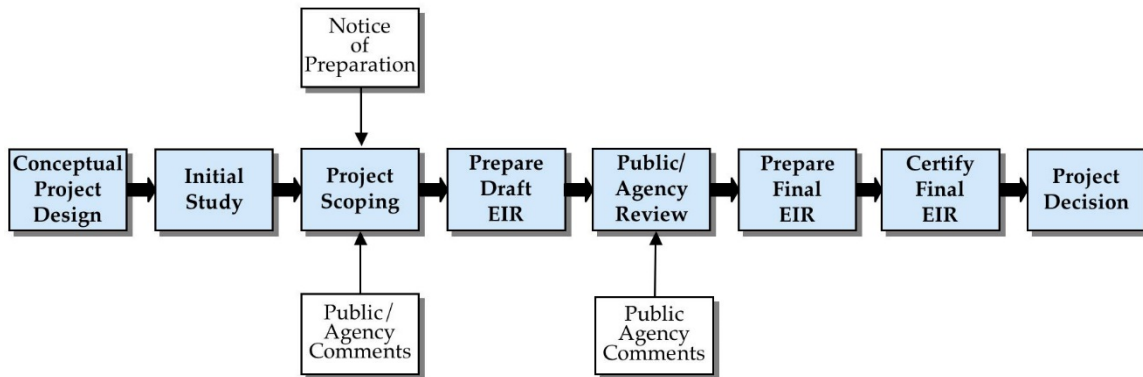 Notice
of
Preparation
Conceptual
Project
Design
Initial
Study
Project
Scoping
Prepare
Draft
EIR
Public/
Agency
Review
Prepare
Final
EIR
Certify
Final
EIR
Project
Decision
Public/
Agency
Comments
Public
Agency
Comments